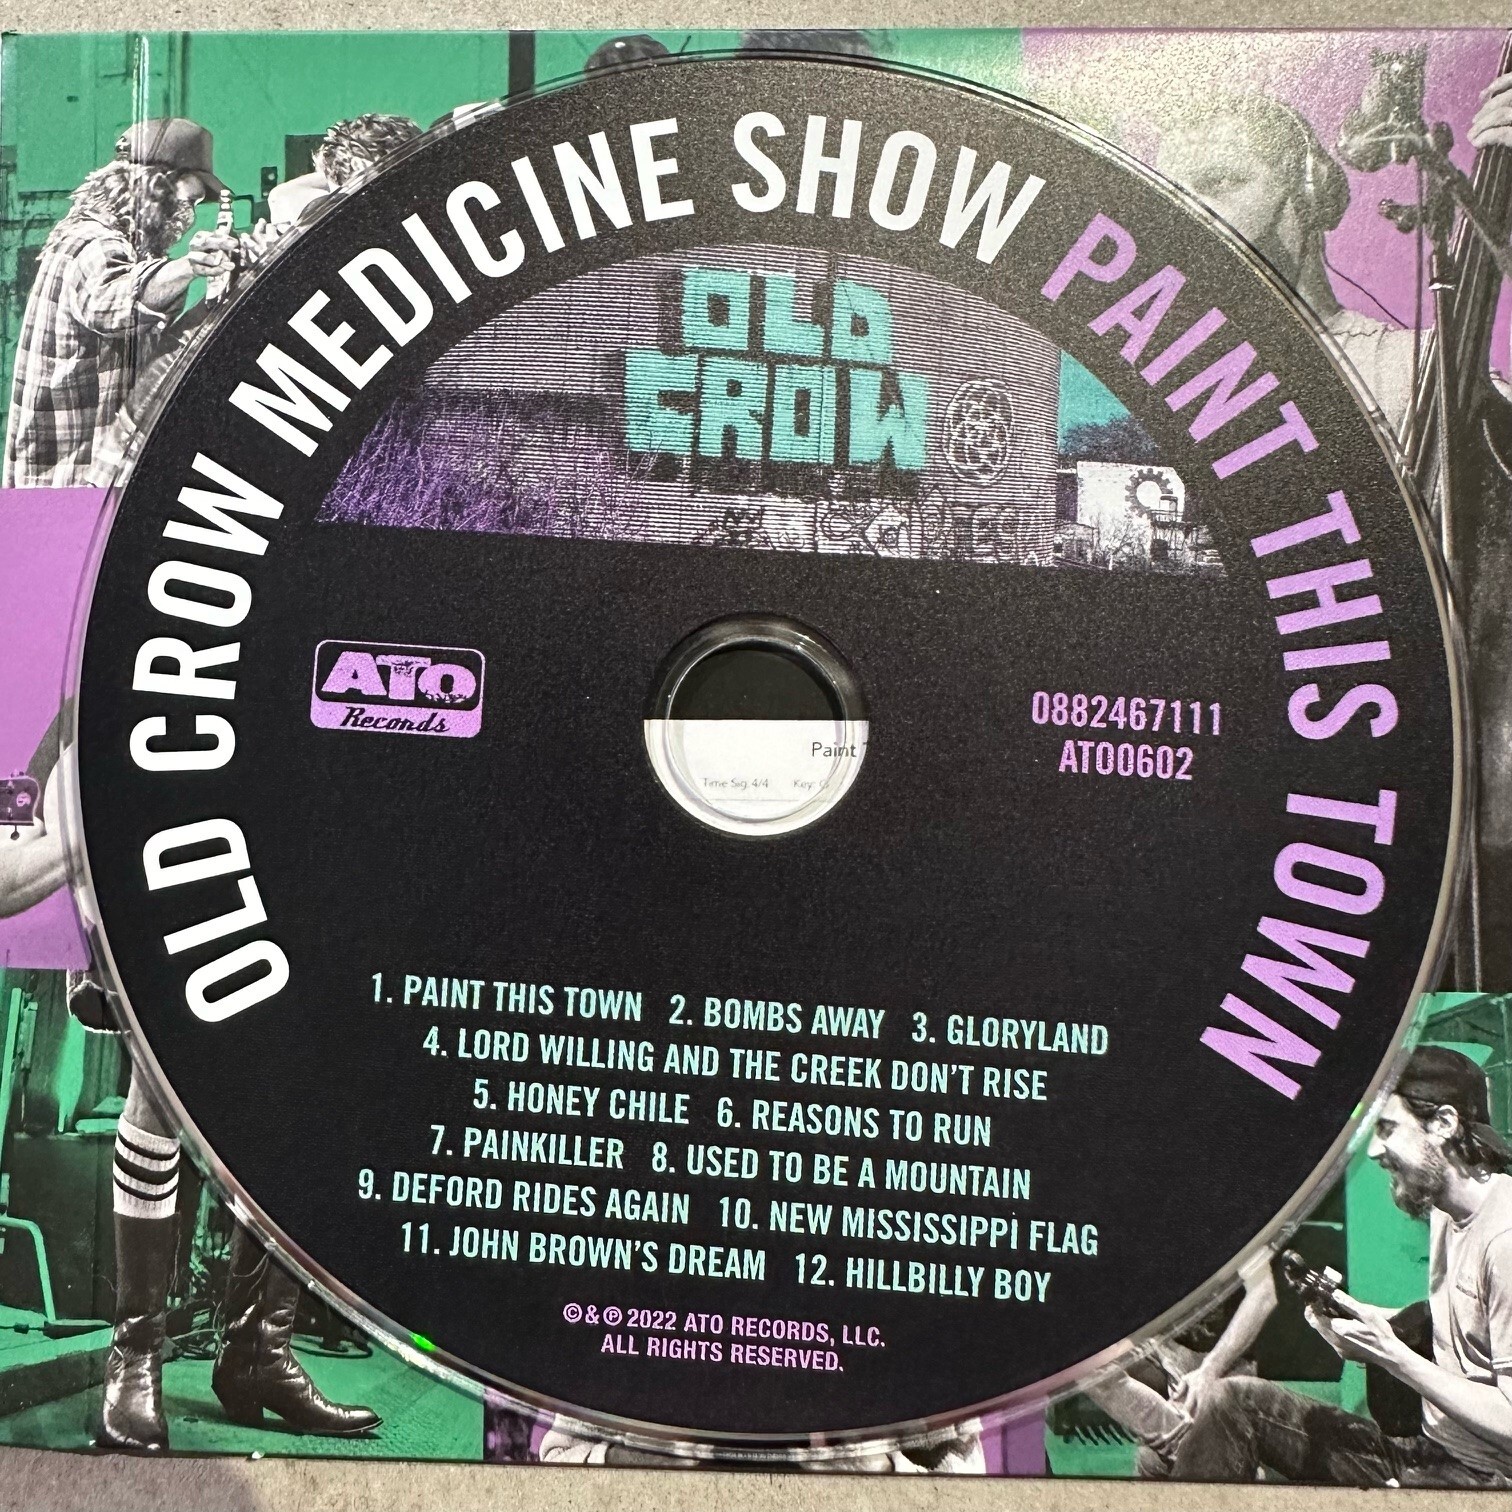 OLD CROW MEDICINE SHOW PAINT THIS TOWN
OLD
CROW
ATO
Records
0882467111
ATO0602
Paint
Time Sig 4/4 Key: G
1. PAINT THIS TOWN 2. BOMBS AWAY 3. GLORYLAND
4. LORD WILLING AND THE CREEK DON'T RISE
5. HONEY CHILE 6. REASONS TO RUN
7. PAINKILLER 8. USED TO BE A MOUNTAIN
9. DEFORD RIDES AGAIN 10. NEW MISSISSIPPI FLAG
11. JOHN BROWN'S DREAM 12. HILLBILLY BOY
©&℗ 2022 ATO RECORDS, LLC.
ALL RIGHTS RESERVED.